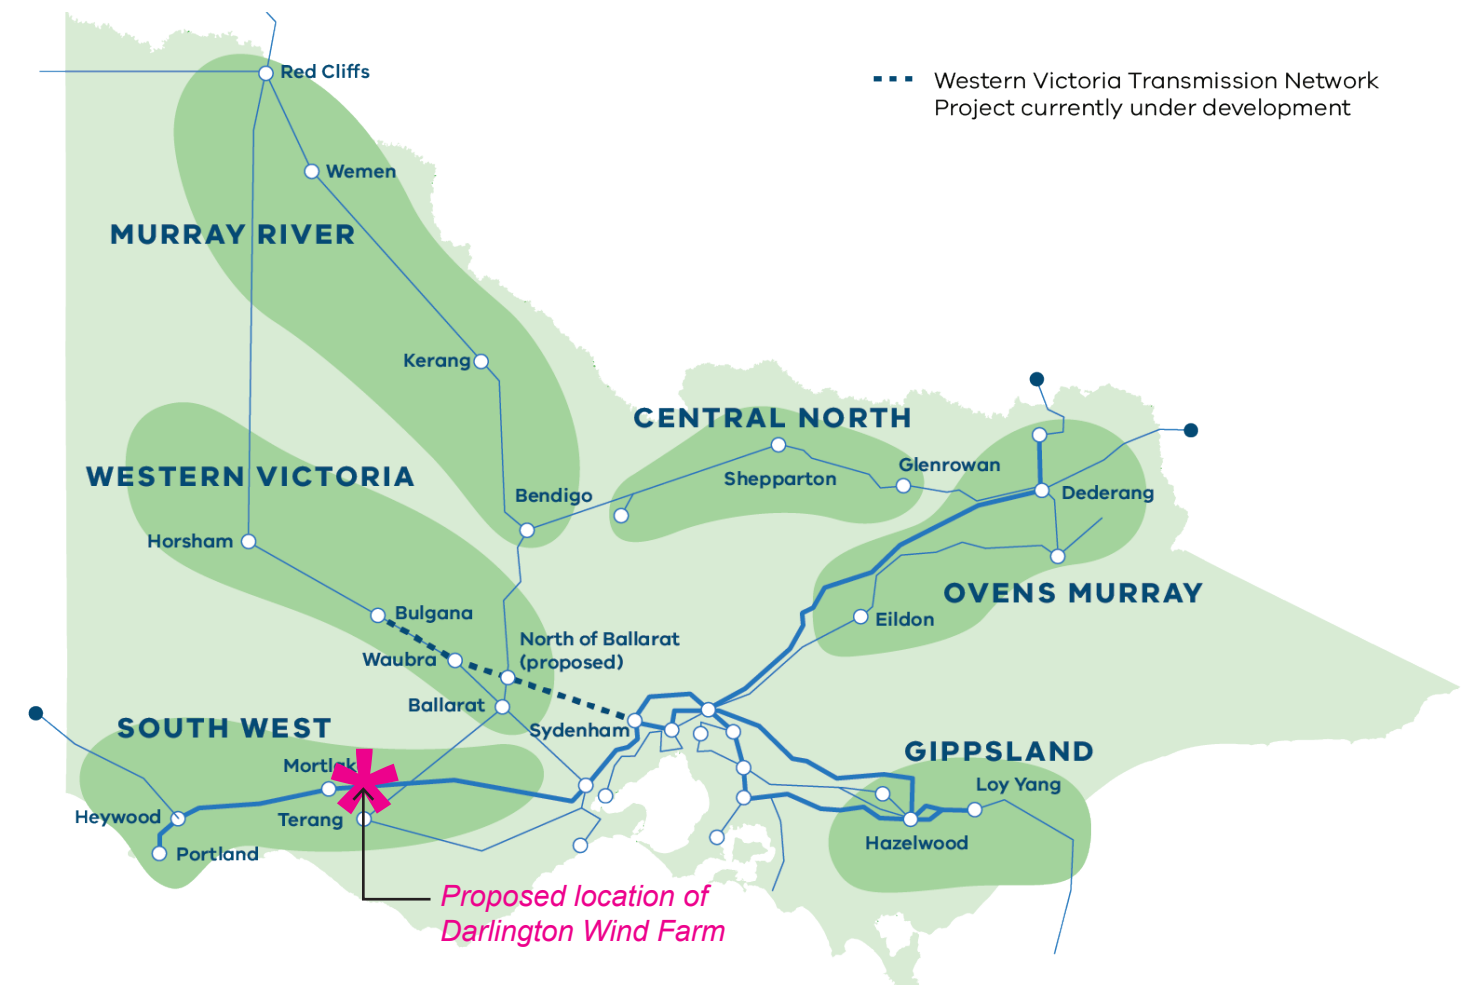 Red Cliffs
Western Victoria Transmission Network
Project currently under development
Wemen
MURRAY RIVER
Kerang
CENTRAL NORTH
WESTERN VICTORIA
Shepparton
Glenrowan
Bendigo
Dederang
Horsham
OVENS MURRAY
Bulgana
Eildon
North of Ballarat
(proposed)
Waubra
Ballarat
SOUTH WEST
Sydenham
GIPPSLAND
Mortlak
Loy Yang
Heywood
Terang
Hazelwood
Portland
Proposed location of
Darlington Wind Farm